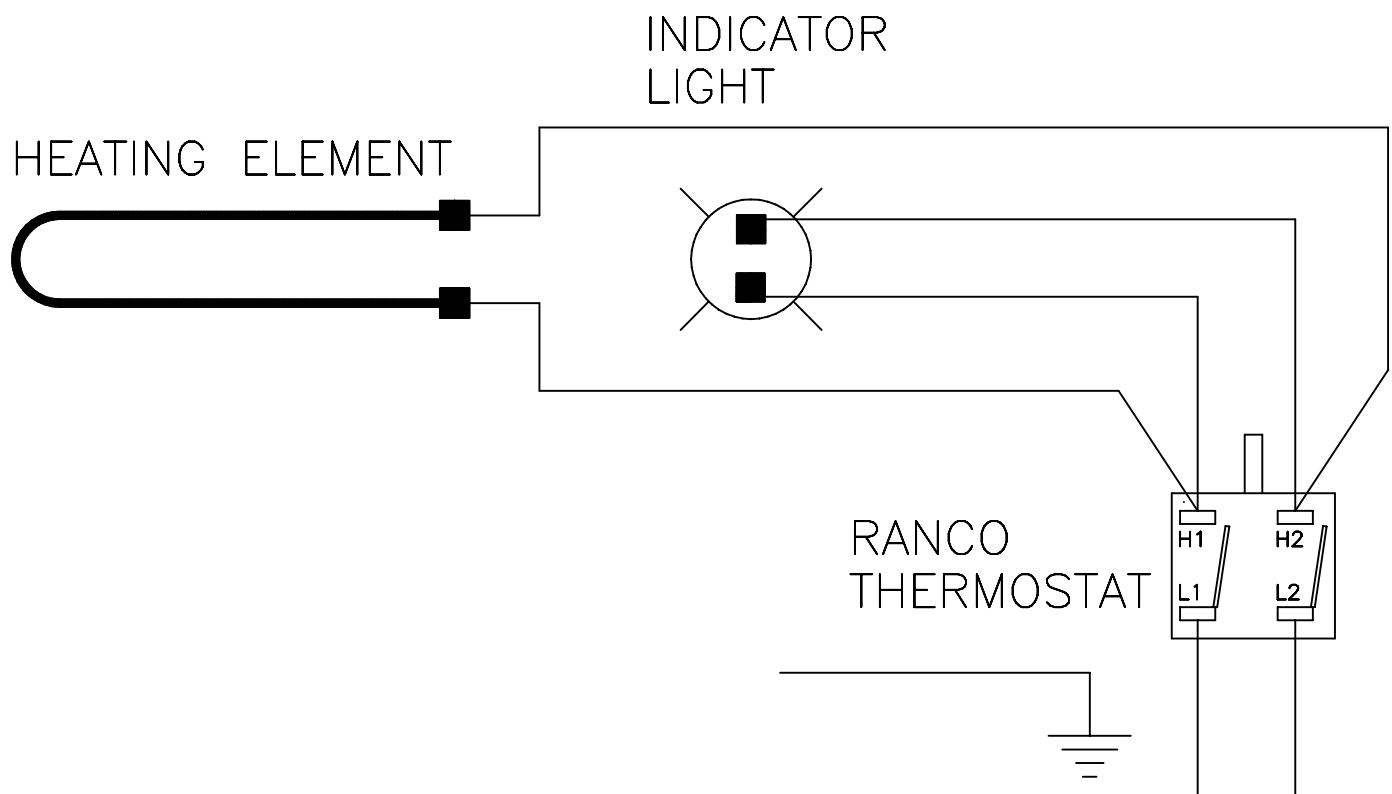 INDICATOR
LIGHT
HEATING ELEMENT
RANCO
THERMOSTAT
H1 H2
L1 L2